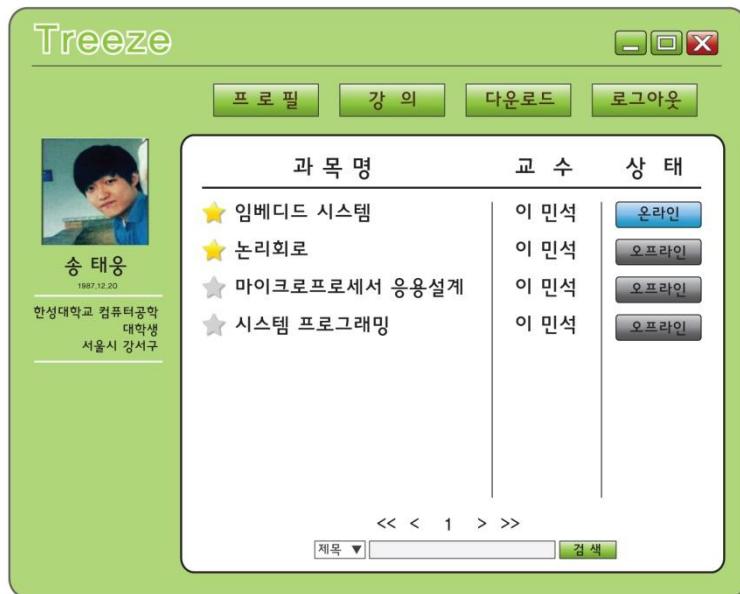 Treeze
프 로 필 강 의 다운로드 로그아웃
송 태웅
1987.12.20
한성대학교 컴퓨터공학
대학생
서울시 강서구
과 목 명 교 수 상 태
임베디드 시스템 이 민석 온라인
논리회로 이 민석 오프라인
마이크로프로세서 응용설계 이 민석 오프라인
시스템 프로그래밍 이 민석 오프라인
<< < 1 > >>
제목 ▼ 검 색